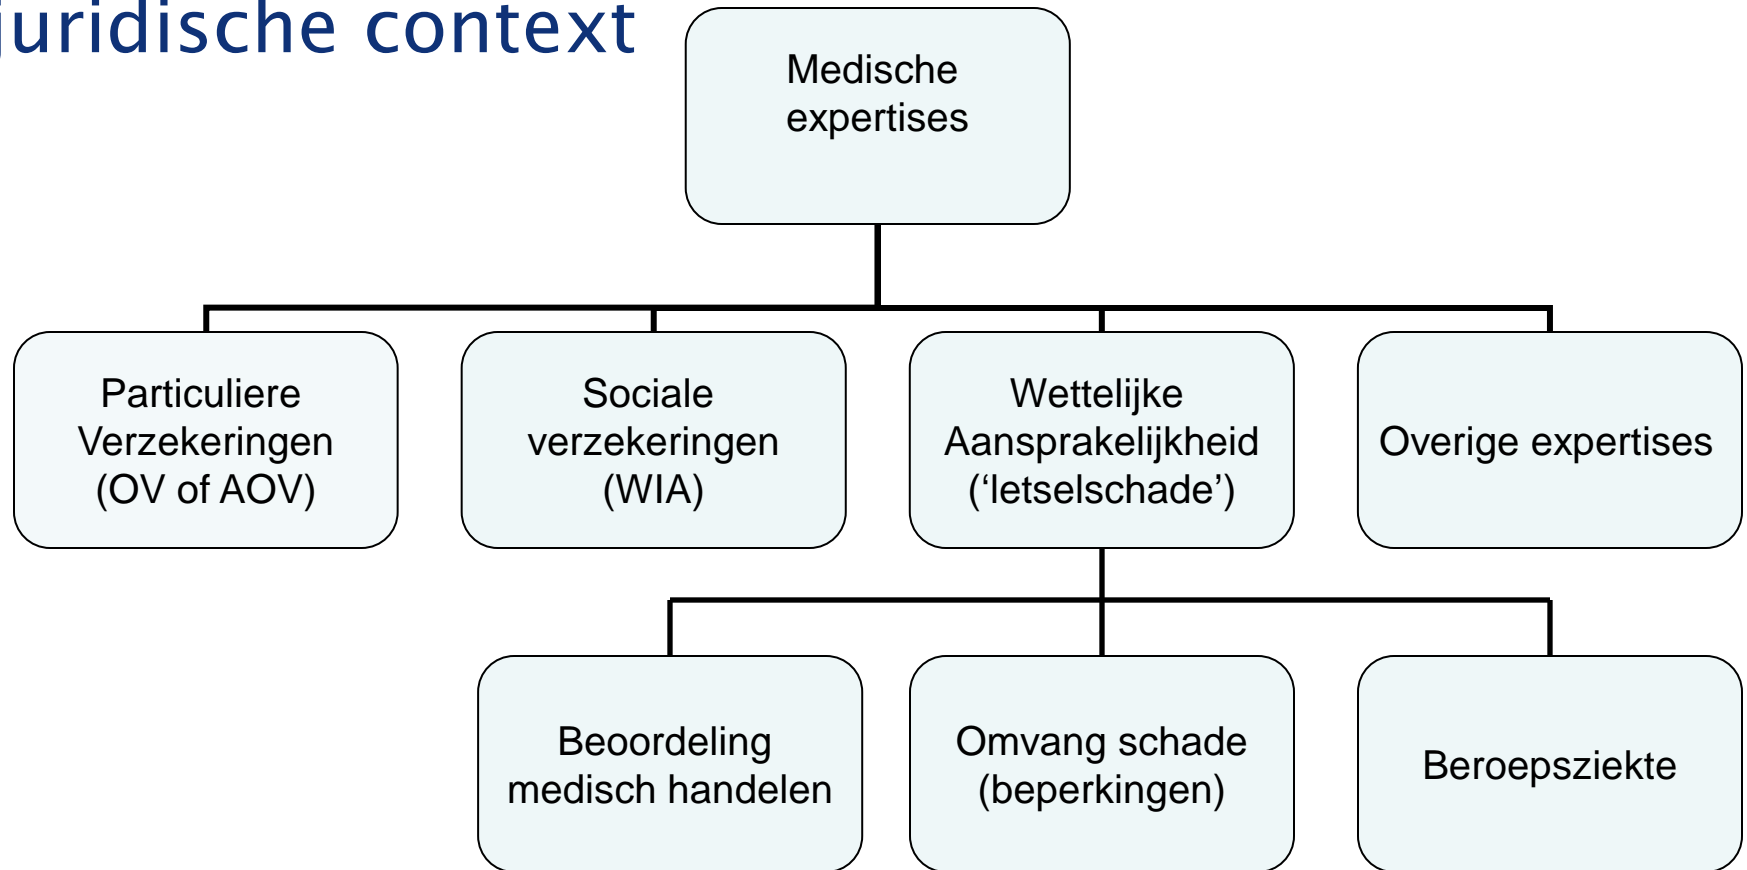 juridische context
Medische
expertises
Particuliere
Verzekeringen
(OV of AOV)
Sociale
verzekeringen
(WIA)
Wettelijke
Aansprakelijkheid
(‘letselschade’)
Overige expertises
Beoordeling
medisch handelen
Omvang schade
(beperkingen)
Beroepsziekte